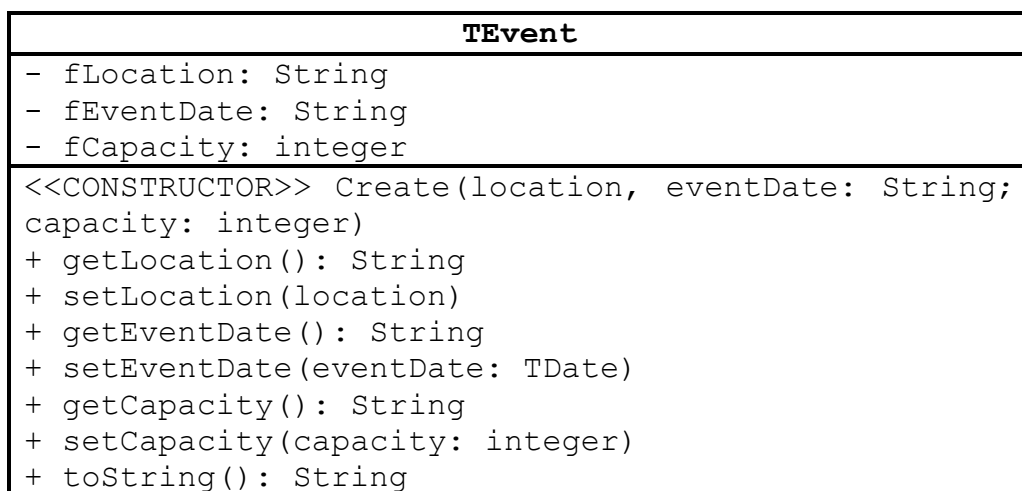 TEvent
- fLocation: String
- fEventDate: String
- fCapacity: integer
<<CONSTRUCTOR>> Create(location, eventDate: String;
capacity: integer)
+ getLocation(): String
+ setLocation(location)
+ getEventDate(): String
+ setEventDate(eventDate: TDate)
+ getCapacity(): String
+ setCapacity(capacity: integer)
+ toString(): String